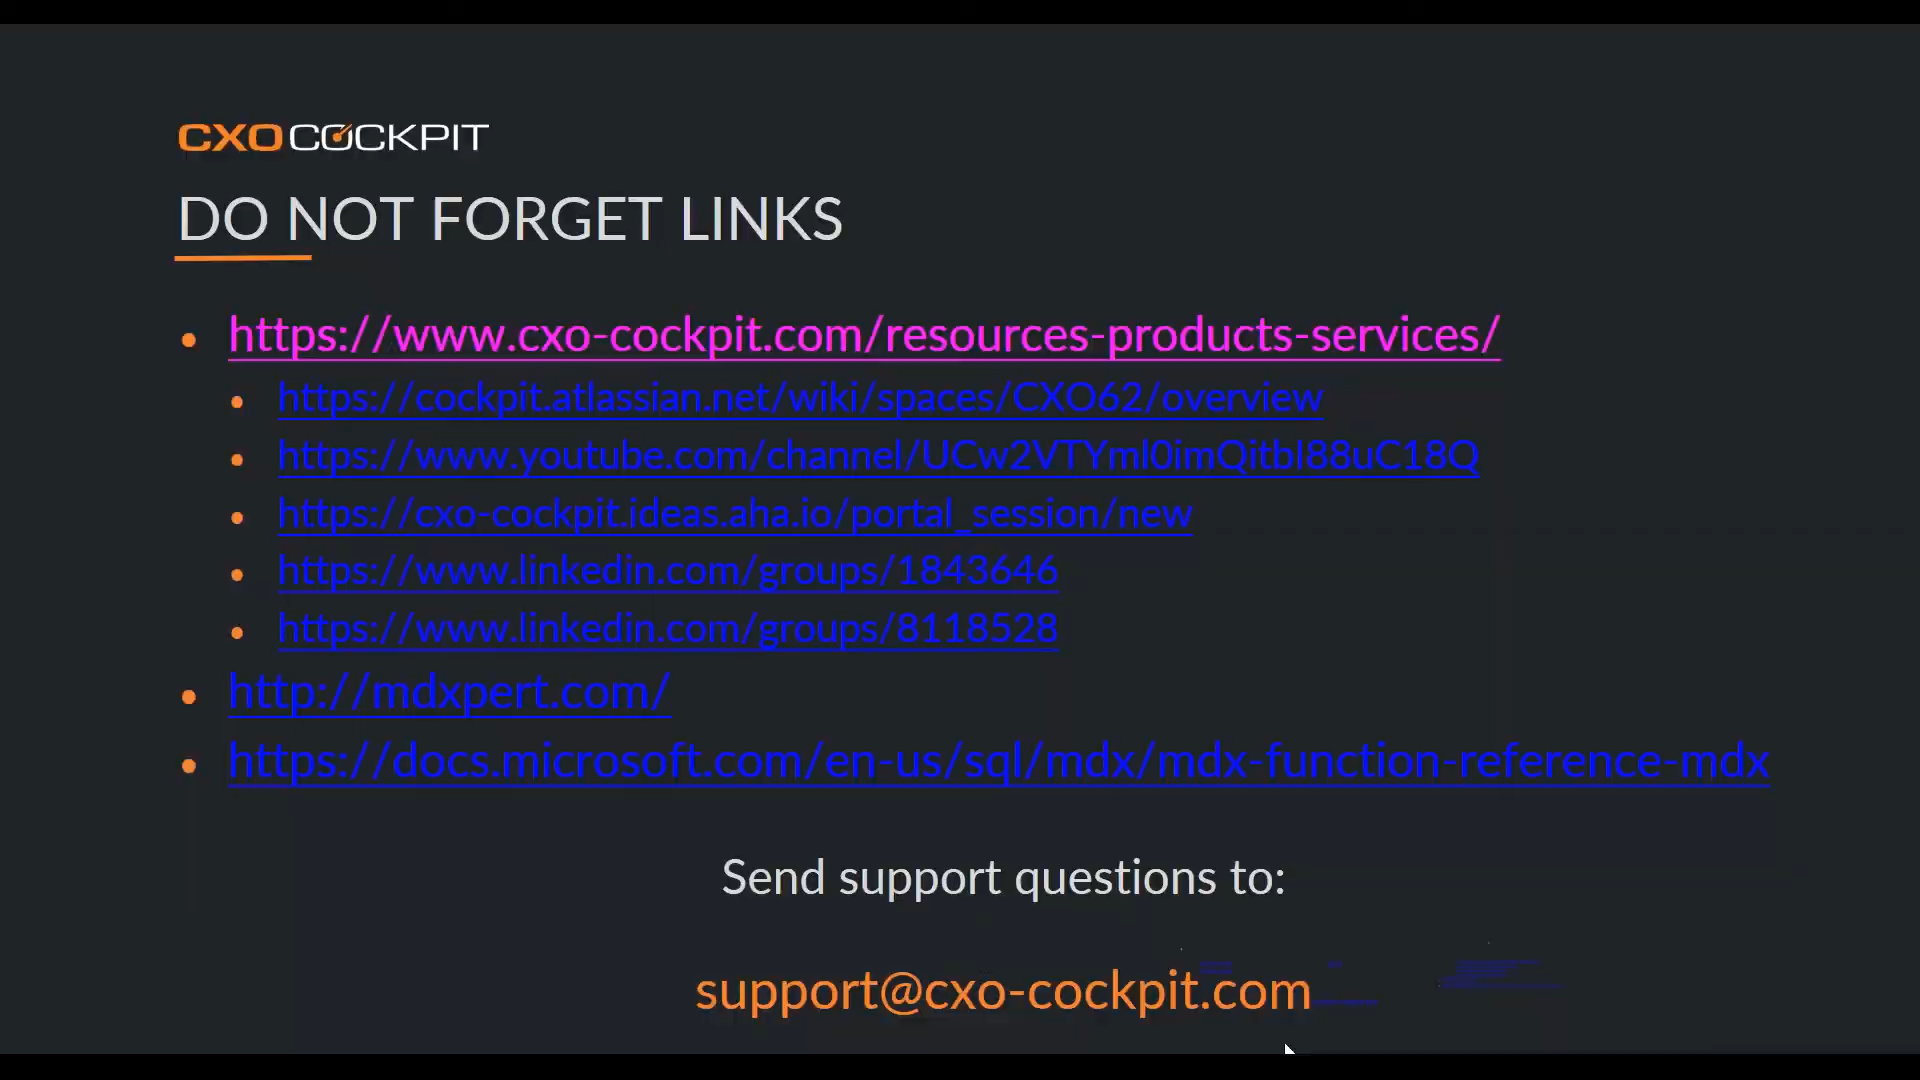 CXOCOCKPIT
DO NOT FORGET LINKS
https://www.cxo-cockpit.com/resources-products-services/
https://cockpit.atlassian.net/wiki/spaces/CXO62/overview
https://www.youtube.com/channel/UCw2VTYml0imQitbI88uC18Q
https://cxo-cockpit.ideas.aha.io/portal_session/new
https://www.linkedin.com/groups/1843646
https://www.linkedin.com/groups/8118528
http://mdxpert.com/
https://docs.microsoft.com/en-us/sql/mdx/mdx-function-reference-mdx
Send support questions to:
support@cxo-cockpit.com